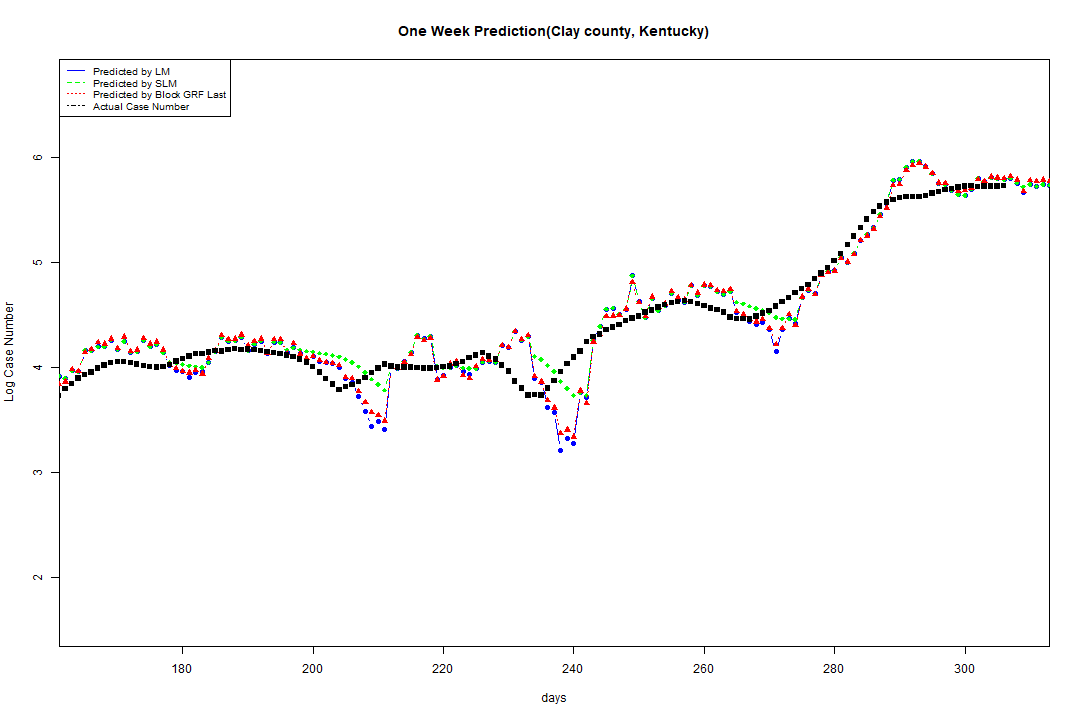 One Week Prediction(Clay county, Kentucky)
Predicted by LM
Predicted by SLM
Predicted by Block GRF Last
Actual Case Number
Log Case Number
6
5
4
3
2
180 200 220 240 260 280 300
days